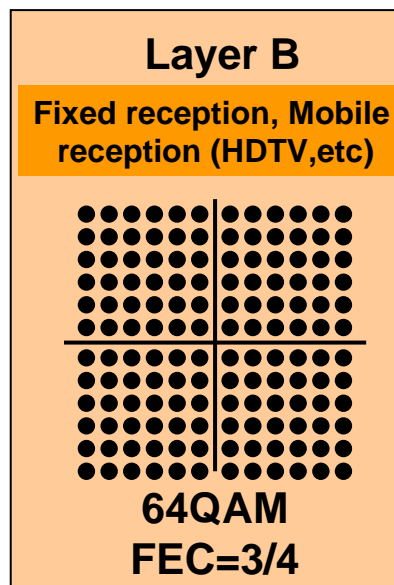 Layer B
Fixed reception, Mobile
reception (HDTV,etc)
64QAM
FEC=3/4